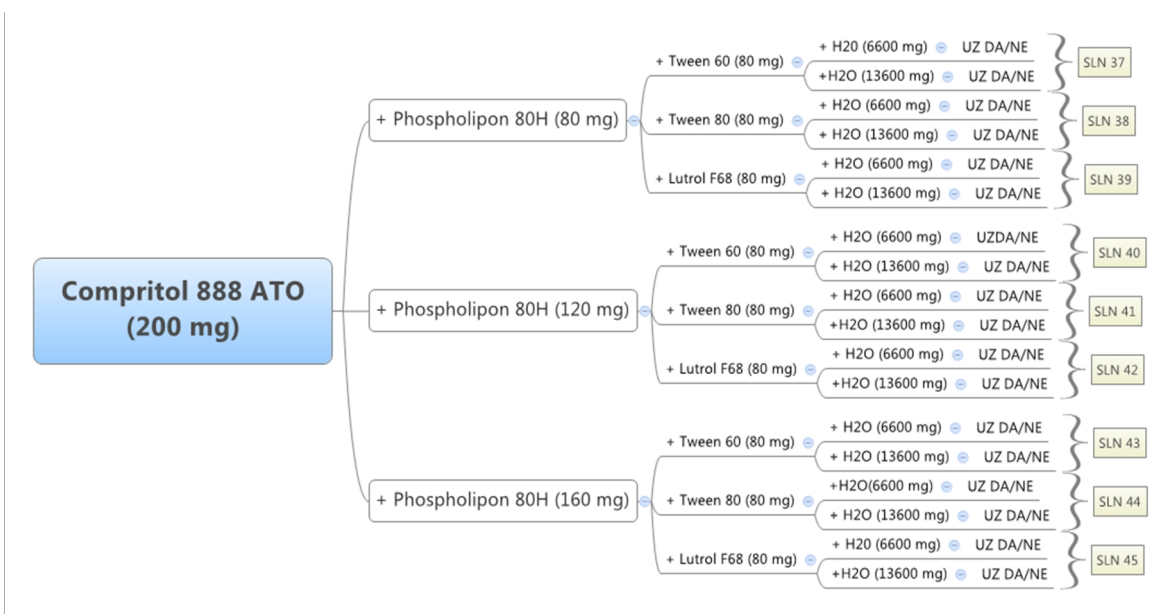 Compritol 888 ATO
(200 mg)
+ Phospholipon 80H (80 mg)
+ Tween 60 (80 mg)
+ H20 (6600 mg) UZ DA/NE
+H2O (13600 mg) UZ DA/NE
SLN 37
+ Tween 80 (80 mg)
+ H2O (6600 mg) UZ DA/NE
+ H2O (13600 mg) UZ DA/NE
SLN 38
+ Lutrol F68 (80 mg)
+ H2O (6600 mg) UZ DA/NE
+ H2O (13600 mg) UZ DA/NE
SLN 39
+ Phospholipon 80H (120 mg)
+ Tween 60 (80 mg)
+ H2O (6600 mg) UZDA/NE
+ H2O (13600 mg) UZ DA/NE
SLN 40
+ Tween 80 (80 mg)
+ H2O (6600 mg) UZ DA/NE
+H2O (13600 mg) UZ DA/NE
SLN 41
+ Lutrol F68 (80 mg)
+ H2O (6600 mg) UZ DA/NE
+H2O (13600 mg) UZ DA/NE
SLN 42
+ Phospholipon 80H (160 mg)
+ Tween 60 (80 mg)
+ H2O (6600 mg) UZ DA/NE
+ H2O (13600 mg) UZ DA/NE
SLN 43
+ Tween 80 (80 mg)
+H2O(6600 mg) UZ DA/NE
+ H2O (13600 mg) UZ DA/NE
SLN 44
+ Lutrol F68 (80 mg)
+ H20 (6600 mg) UZ DA/NE
+H2O (13600 mg) UZ DA/NE
SLN 45